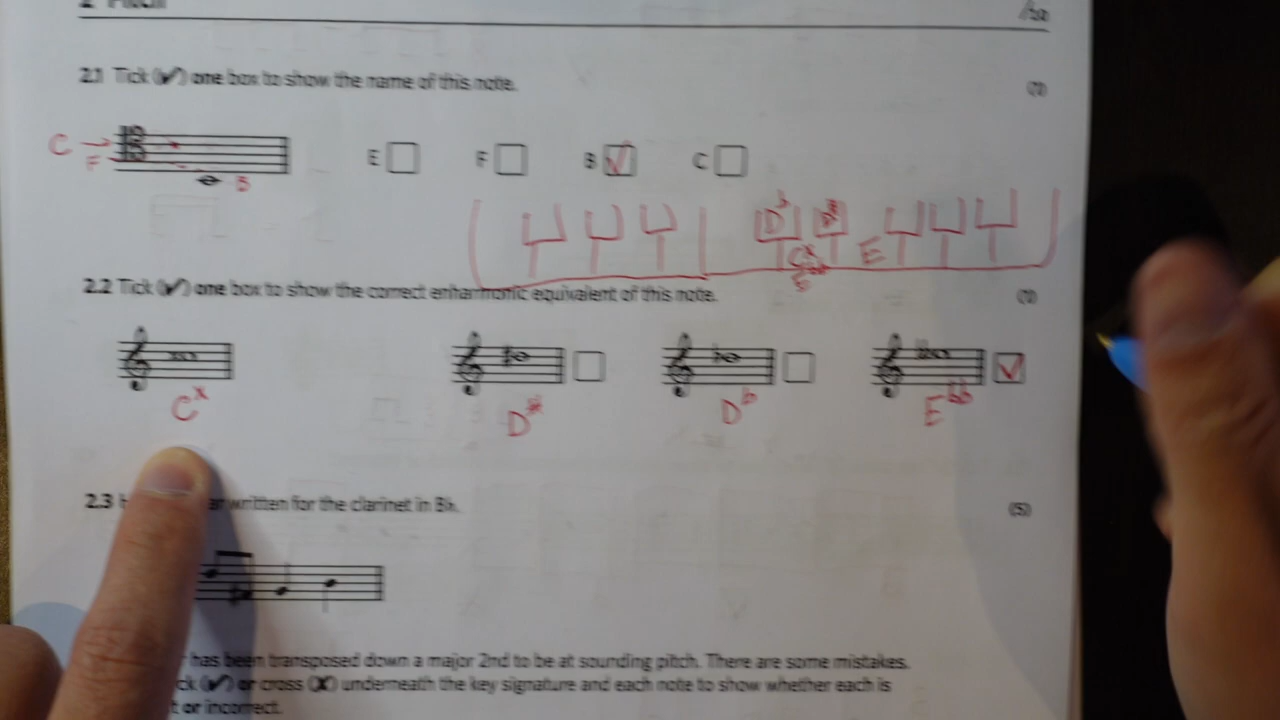 2 Pitch
/10
2.1 Tick (✔) one box to show the name of this note. (1)
C → F B
E F B ✓ C
D♭ D# C× E
2.2 Tick (✔) one box to show the correct enharmonic equivalent of this note. (1)
C× D# D♭ E♭♭ ✓
2.3 written for the clarinet in B♭. (5)
has been transposed down a major 2nd to be at sounding pitch. There are some mistakes.
(✔) or cross (✘) underneath the key signature and each note to show whether each is
or incorrect.